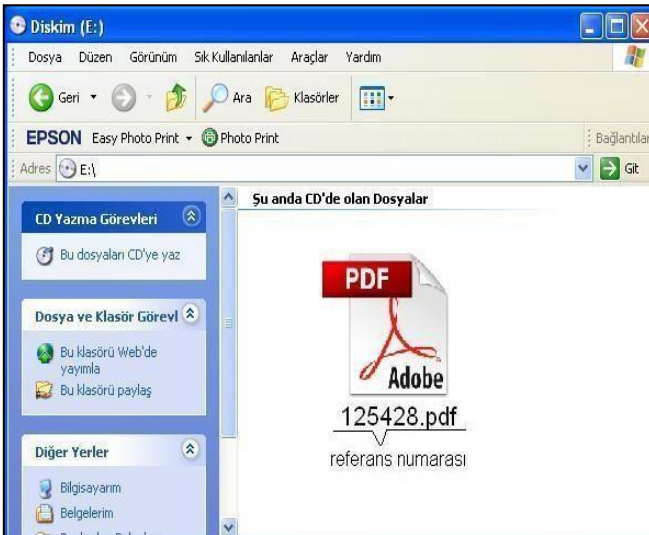 Diskim (E:)
Dosya Düzen Görünüm Sık Kullanılanlar Araçlar Yardım
Geri Ara Klasörler
EPSON Easy Photo Print Photo Print Bağlantılar
Adres E:\ Git
CD Yazma Görevleri
Bu dosyaları CD'ye yaz
Dosya ve Klasör Görevl
Bu klasörü Web'de
yayımla
Bu klasörü paylaş
Diğer Yerler
Bilgisayarım
Belgelerim
Şu anda CD'de olan Dosyalar
PDF
Adobe
125428.pdf
referans numarası